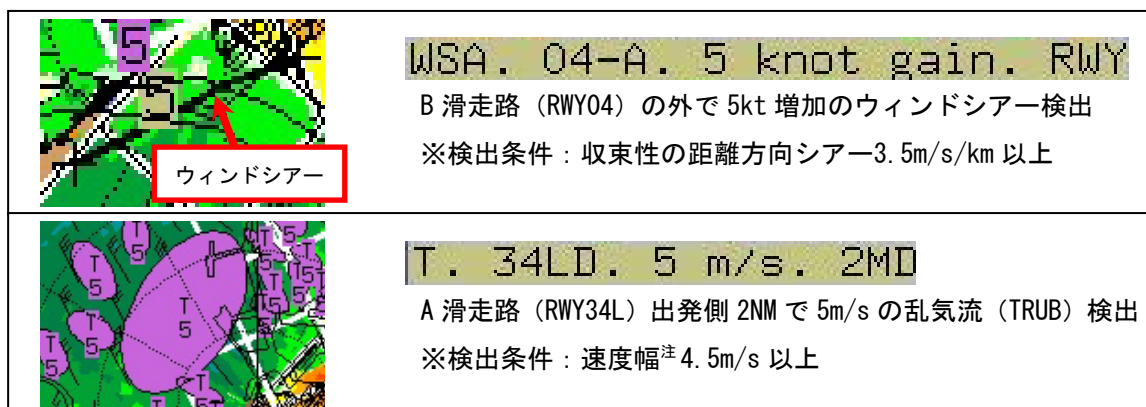 5
ウィンドシアー
WSA. 04-A. 5 knot gain. RWY
B 滑走路（RWY04）の外で 5kt 増加のウィンドシアー検出
※検出条件：収束性の距離方向シアー3.5m/s/km 以上
T
5
T
5
T
5
T
5
T
5
T
5
T. 34LD. 5 m/s. 2MD
A 滑走路（RWY34L）出発側 2NM で 5m/s の乱気流（TRUB）検出
※検出条件：速度幅注 4.5m/s 以上